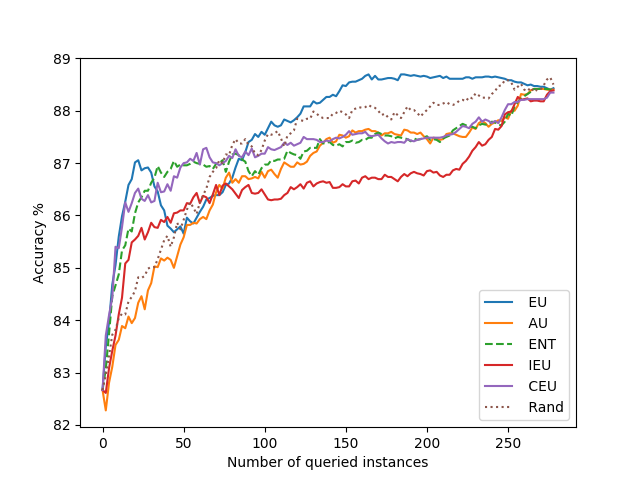 89
88
87
86
85
84
83
82
Accuracy %
0 50 100 150 200 250
Number of queried instances
EU
AU
ENT
IEU
CEU
Rand